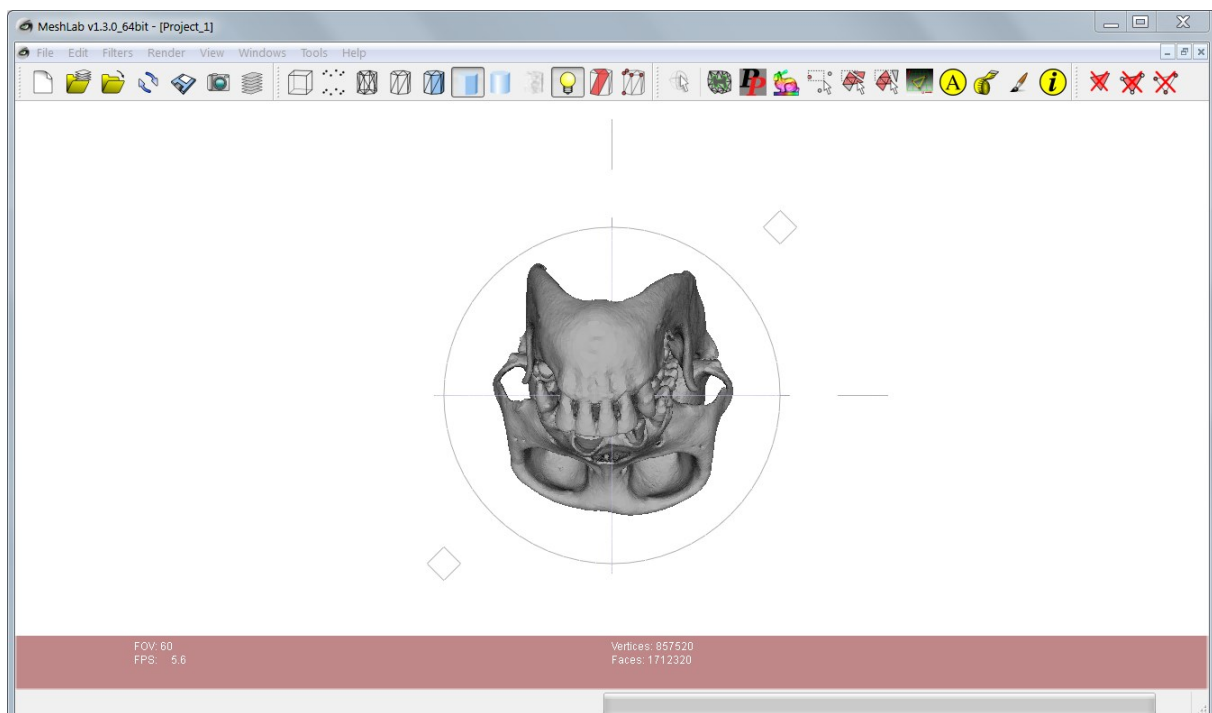 MeshLab v1.3.0_64bit - [Project_1]
File Edit Filters Render View Windows Tools Help
PP A i
FOV: 60
FPS: 5.6
Vertices: 857520
Faces: 1712320